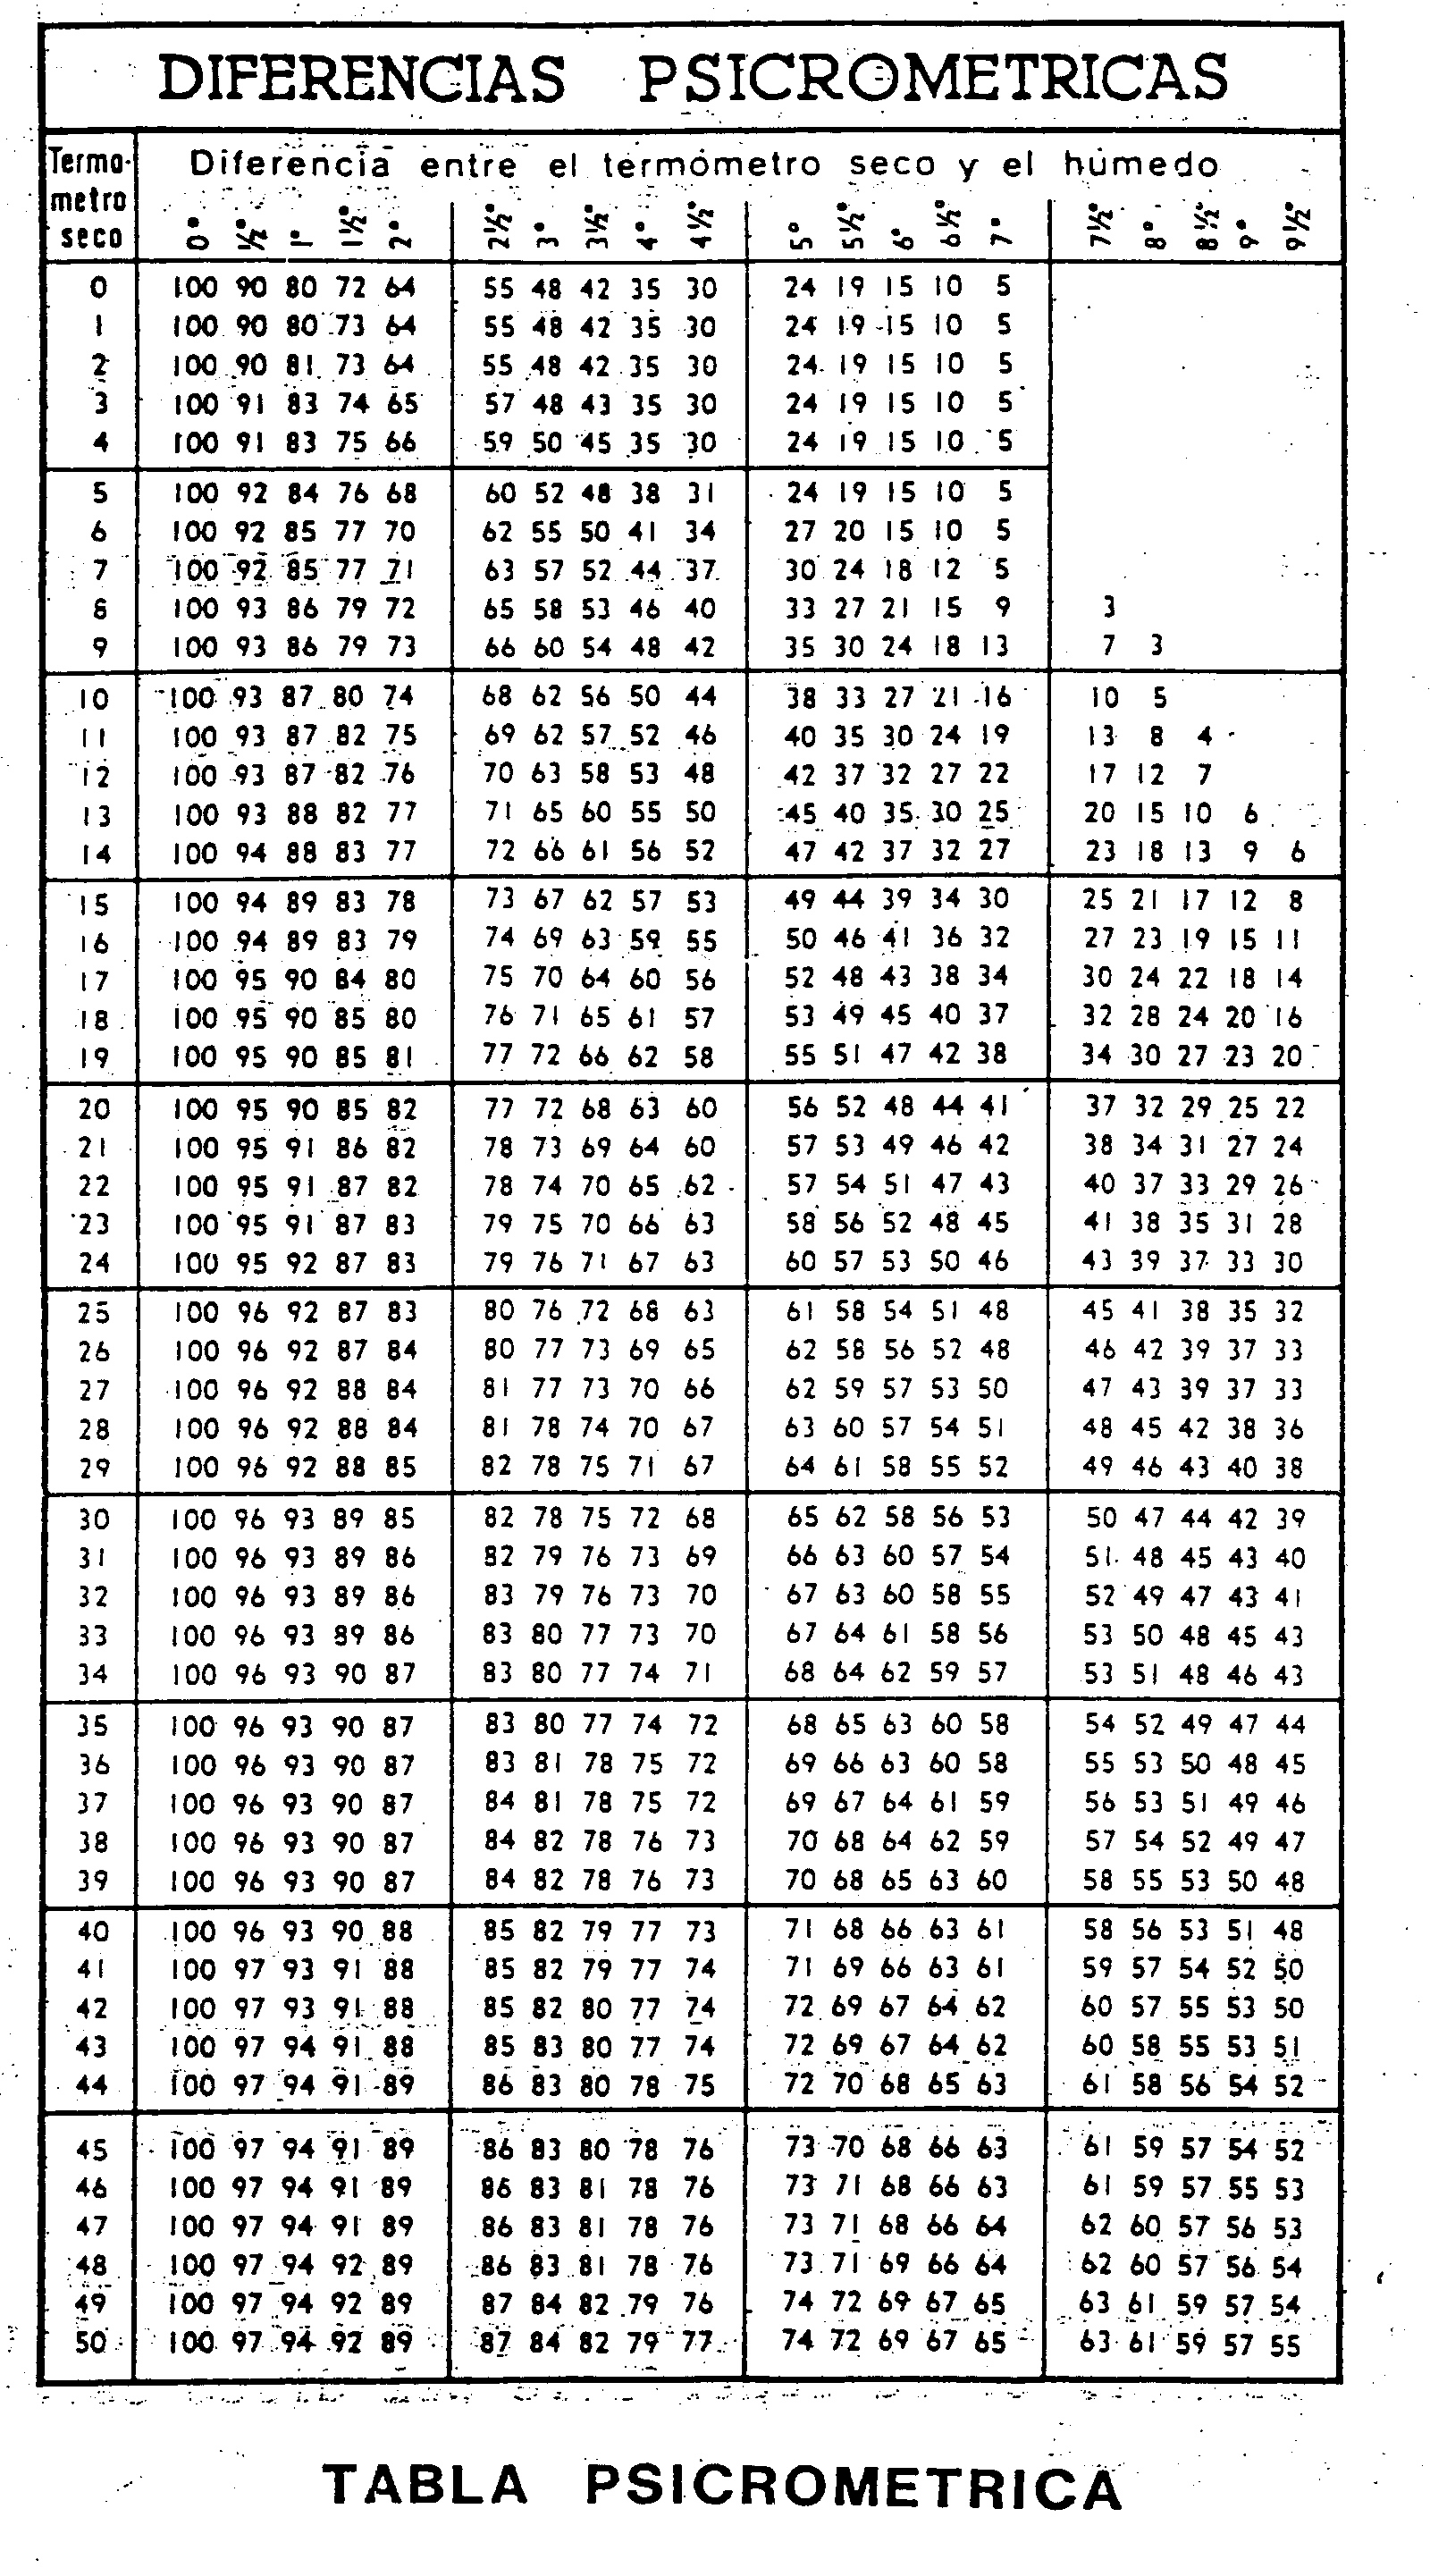 DIFERENCIAS PSICROMETRICAS
Termo-
metro
seco
Diferencia entre el termómetro seco y el húmedo
0° ½° 1° 1½° 2° 2½° 3° 3½° 4° 4½° 5° 5½° 6° 6½° 7° 7½° 8° 8½° 9° 9½°
0 100 90 80 72 64 55 48 42 35 30 24 19 15 10 5
1 100 90 80 73 64 55 48 42 35 30 24 19 15 10 5
2 100 90 81 73 64 55 48 42 35 30 24 19 15 10 5
3 100 91 83 74 65 57 48 43 35 30 24 19 15 10 5
4 100 91 83 75 66 59 50 45 35 30 24 19 15 10 5
5 100 92 84 76 68 60 52 48 38 31 24 19 15 10 5
6 100 92 85 77 70 62 55 50 41 34 27 20 15 10 5
7 100 92 85 77 71 63 57 52 44 37 30 24 18 12 5
8 100 93 86 79 72 65 58 53 46 40 33 27 21 15 9 3
9 100 93 86 79 73 66 60 54 48 42 35 30 24 18 13 7 3
10 100 93 87 80 74 68 62 56 50 44 38 33 27 21 16 10 5
11 100 93 87 82 75 69 62 57 52 46 40 35 30 24 19 13 8 4
12 100 93 87 82 76 70 63 58 53 48 42 37 32 27 22 17 12 7
13 100 93 88 82 77 71 65 60 55 50 45 40 35 30 25 20 15 10 6
14 100 94 88 83 77 72 66 61 56 52 47 42 37 32 27 23 18 13 9 6
15 100 94 89 83 78 73 67 62 57 53 49 44 39 34 30 25 21 17 12 8
16 100 94 89 83 79 74 69 63 59 55 50 46 41 36 32 27 23 19 15 11
17 100 95 90 84 80 75 70 64 60 56 52 48 43 38 34 30 24 22 18 14
18 100 95 90 85 80 76 71 65 61 57 53 49 45 40 37 32 28 24 20 16
19 100 95 90 85 81 77 72 66 62 58 55 51 47 42 38 34 30 27 23 20
20 100 95 90 85 82 77 72 68 63 60 56 52 48 44 41 37 32 29 25 22
21 100 95 91 86 82 78 73 69 64 60 57 53 49 46 42 38 34 31 27 24
22 100 95 91 87 82 78 74 70 65 62 57 54 51 47 43 40 37 33 29 26
23 100 95 91 87 83 79 75 70 66 63 58 56 52 48 45 41 38 35 31 28
24 100 95 92 87 83 79 76 71 67 63 60 57 53 50 46 43 39 37 33 30
25 100 96 92 87 83 80 76 72 68 63 61 58 54 51 48 45 41 38 35 32
26 100 96 92 87 84 80 77 73 69 65 62 58 56 52 48 46 42 39 37 33
27 100 96 92 88 84 81 77 73 70 66 62 59 57 53 50 47 43 39 37 33
28 100 96 92 88 84 81 78 74 70 67 63 60 57 54 51 48 45 42 38 36
29 100 96 92 88 85 82 78 75 71 67 64 61 58 55 52 49 46 43 40 38
30 100 96 93 89 85 82 78 75 72 68 65 62 58 56 53 50 47 44 42 39
31 100 96 93 89 86 82 79 76 73 69 66 63 60 57 54 51 48 45 43 40
32 100 96 93 89 86 83 79 76 73 70 67 63 60 58 55 52 49 47 43 41
33 100 96 93 89 86 83 80 77 73 70 67 64 61 58 56 53 50 48 45 43
34 100 96 93 90 87 83 80 77 74 71 68 64 62 59 57 53 51 48 46 43
35 100 96 93 90 87 83 80 77 74 72 68 65 63 60 58 54 52 49 47 44
36 100 96 93 90 87 83 81 78 75 72 69 66 63 60 58 55 53 50 48 45
37 100 96 93 90 87 84 81 78 75 72 69 67 64 61 59 56 53 51 49 46
38 100 96 93 90 87 84 82 78 76 73 70 68 64 62 59 57 54 52 49 47
39 100 96 93 90 87 84 82 78 76 73 70 68 65 63 60 58 55 53 50 48
40 100 96 93 90 88 85 82 79 77 73 71 68 66 63 61 58 56 53 51 48
41 100 97 93 91 88 85 82 79 77 74 71 69 66 63 61 59 57 54 52 50
42 100 97 93 91 88 85 82 80 77 74 72 69 67 64 62 60 57 55 53 50
43 100 97 94 91 88 85 83 80 77 74 72 69 67 64 62 60 58 55 53 51
44 100 97 94 91 89 86 83 80 78 75 72 70 68 65 63 61 58 56 54 52
45 100 97 94 91 89 86 83 80 78 76 73 70 68 66 63 61 59 57 54 52
46 100 97 94 91 89 86 83 81 78 76 73 71 68 66 63 61 59 57 55 53
47 100 97 94 91 89 86 83 81 78 76 73 71 68 66 64 62 60 57 56 53
48 100 97 94 92 89 86 83 81 78 76 73 71 69 66 64 62 60 57 56 54
49 100 97 94 92 89 87 84 82 79 76 74 72 69 67 65 63 61 59 57 54
50 100 97 94 92 89 87 84 82 79 77 74 72 69 67 65 63 61 59 57 55
TABLA PSICROMETRICA